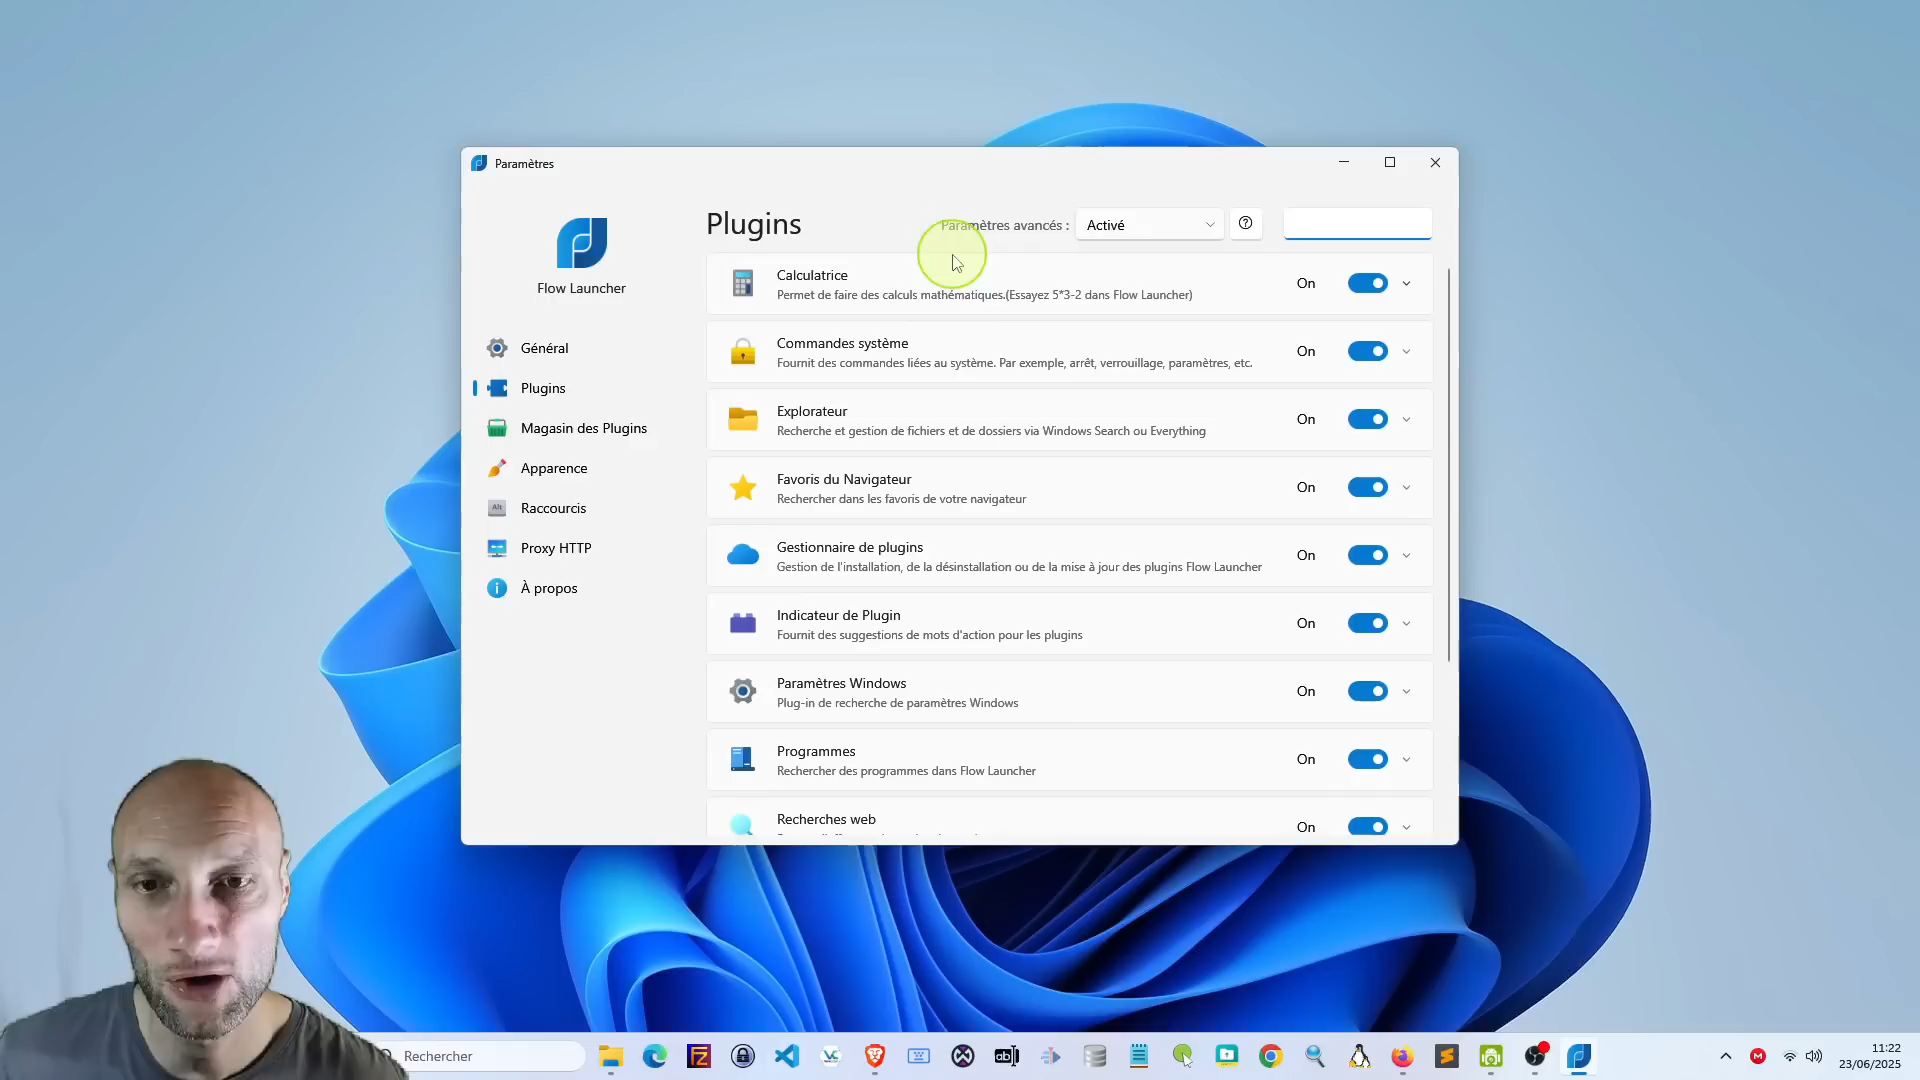 Paramètres
Flow Launcher
Général
Plugins
Magasin des Plugins
Apparence
Alt
Raccourcis
Proxy HTTP
À propos
Plugins
Paramètres avancés :
Activé
Calculatrice
Permet de faire des calculs mathématiques.(Essayez 5*3-2 dans Flow Launcher)
On
Commandes système
Fournit des commandes liées au système. Par exemple, arrêt, verrouillage, paramètres, etc.
On
Explorateur
Recherche et gestion de fichiers et de dossiers via Windows Search ou Everything
On
Favoris du Navigateur
Rechercher dans les favoris de votre navigateur
On
Gestionnaire de plugins
Gestion de l'installation, de la désinstallation ou de la mise à jour des plugins Flow Launcher
On
Indicateur de Plugin
Fournit des suggestions de mots d'action pour les plugins
On
Paramètres Windows
Plug-in de recherche de paramètres Windows
On
Programmes
Rechercher des programmes dans Flow Launcher
On
Recherches web
On
Rechercher
11:22
23/06/2025